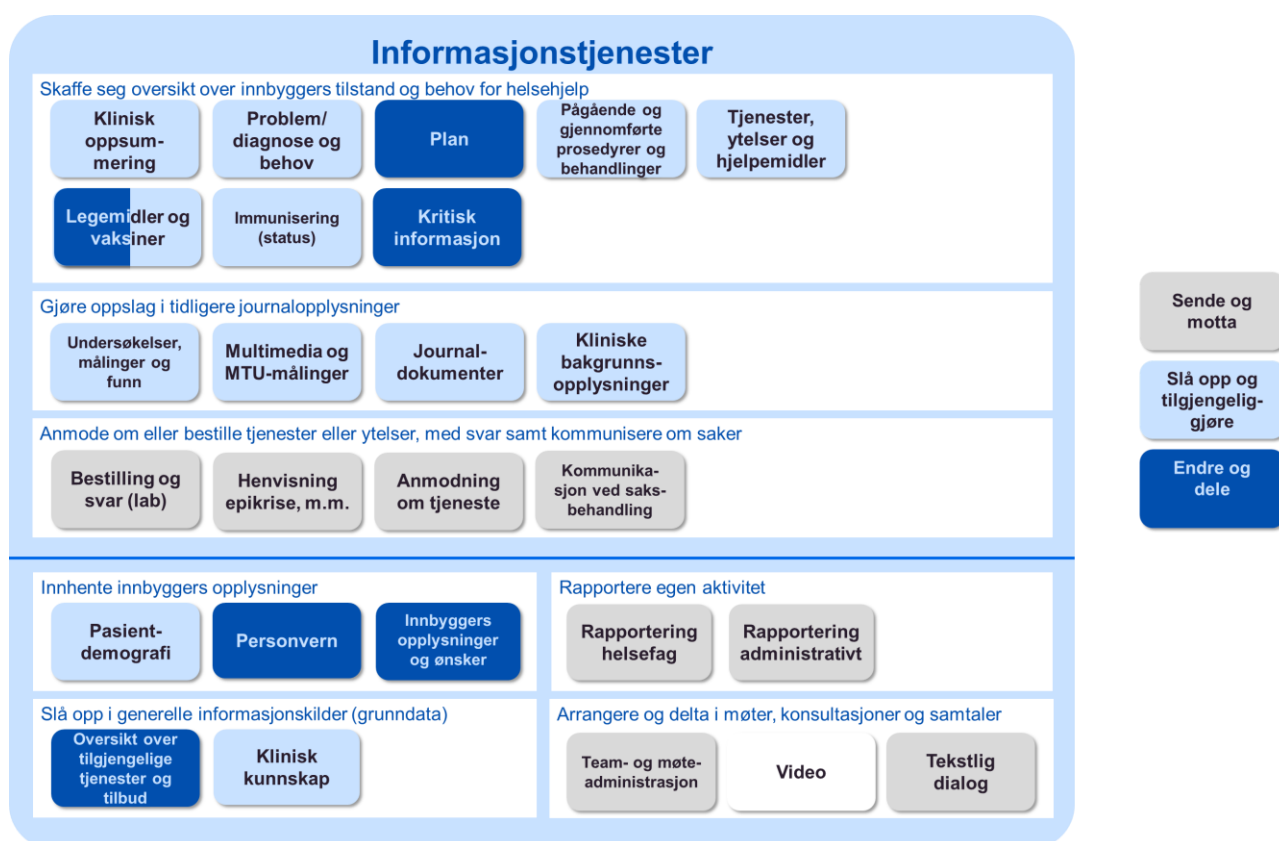 Informasjonstjenester
Skaffe seg oversikt over innbyggers tilstand og behov for helsehjelp
Klinisk
oppsum-
mering
Problem/
diagnose og
behov
Plan
Pågående og
gjennomførte
prosedyrer og
behandlinger
Tjenester,
ytelser og
hjelpemidler
Legemidler og
vaksiner
Immunisering
(status)
Kritisk
informasjon
Gjøre oppslag i tidligere journalopplysninger
Undersøkelser,
målinger og
funn
Multimedia og
MTU-målinger
Journal-
dokumenter
Kliniske
bakgrunns-
opplysninger
Anmode om eller bestille tjenester eller ytelser, med svar samt kommunisere om saker
Bestilling og
svar (lab)
Henvisning
epikrise, m.m.
Anmodning
om tjeneste
Kommunika-
sjon ved saks-
behandling
Innhente innbyggers opplysninger
Pasient-
demografi
Personvern
Innbyggers
opplysninger
og ønsker
Rapportere egen aktivitet
Rapportering
helsefag
Rapportering
administrativt
Slå opp i generelle informasjonskilder (grunndata)
Oversikt over
tilgjengelige
tjenester og
tilbud
Klinisk
kunnskap
Arrangere og delta i møter, konsultasjoner og samtaler
Team- og møte-
administrasjon
Video
Tekstlig
dialog
Sende og
motta
Slå opp og
tilgjengelig-
gjøre
Endre og
dele